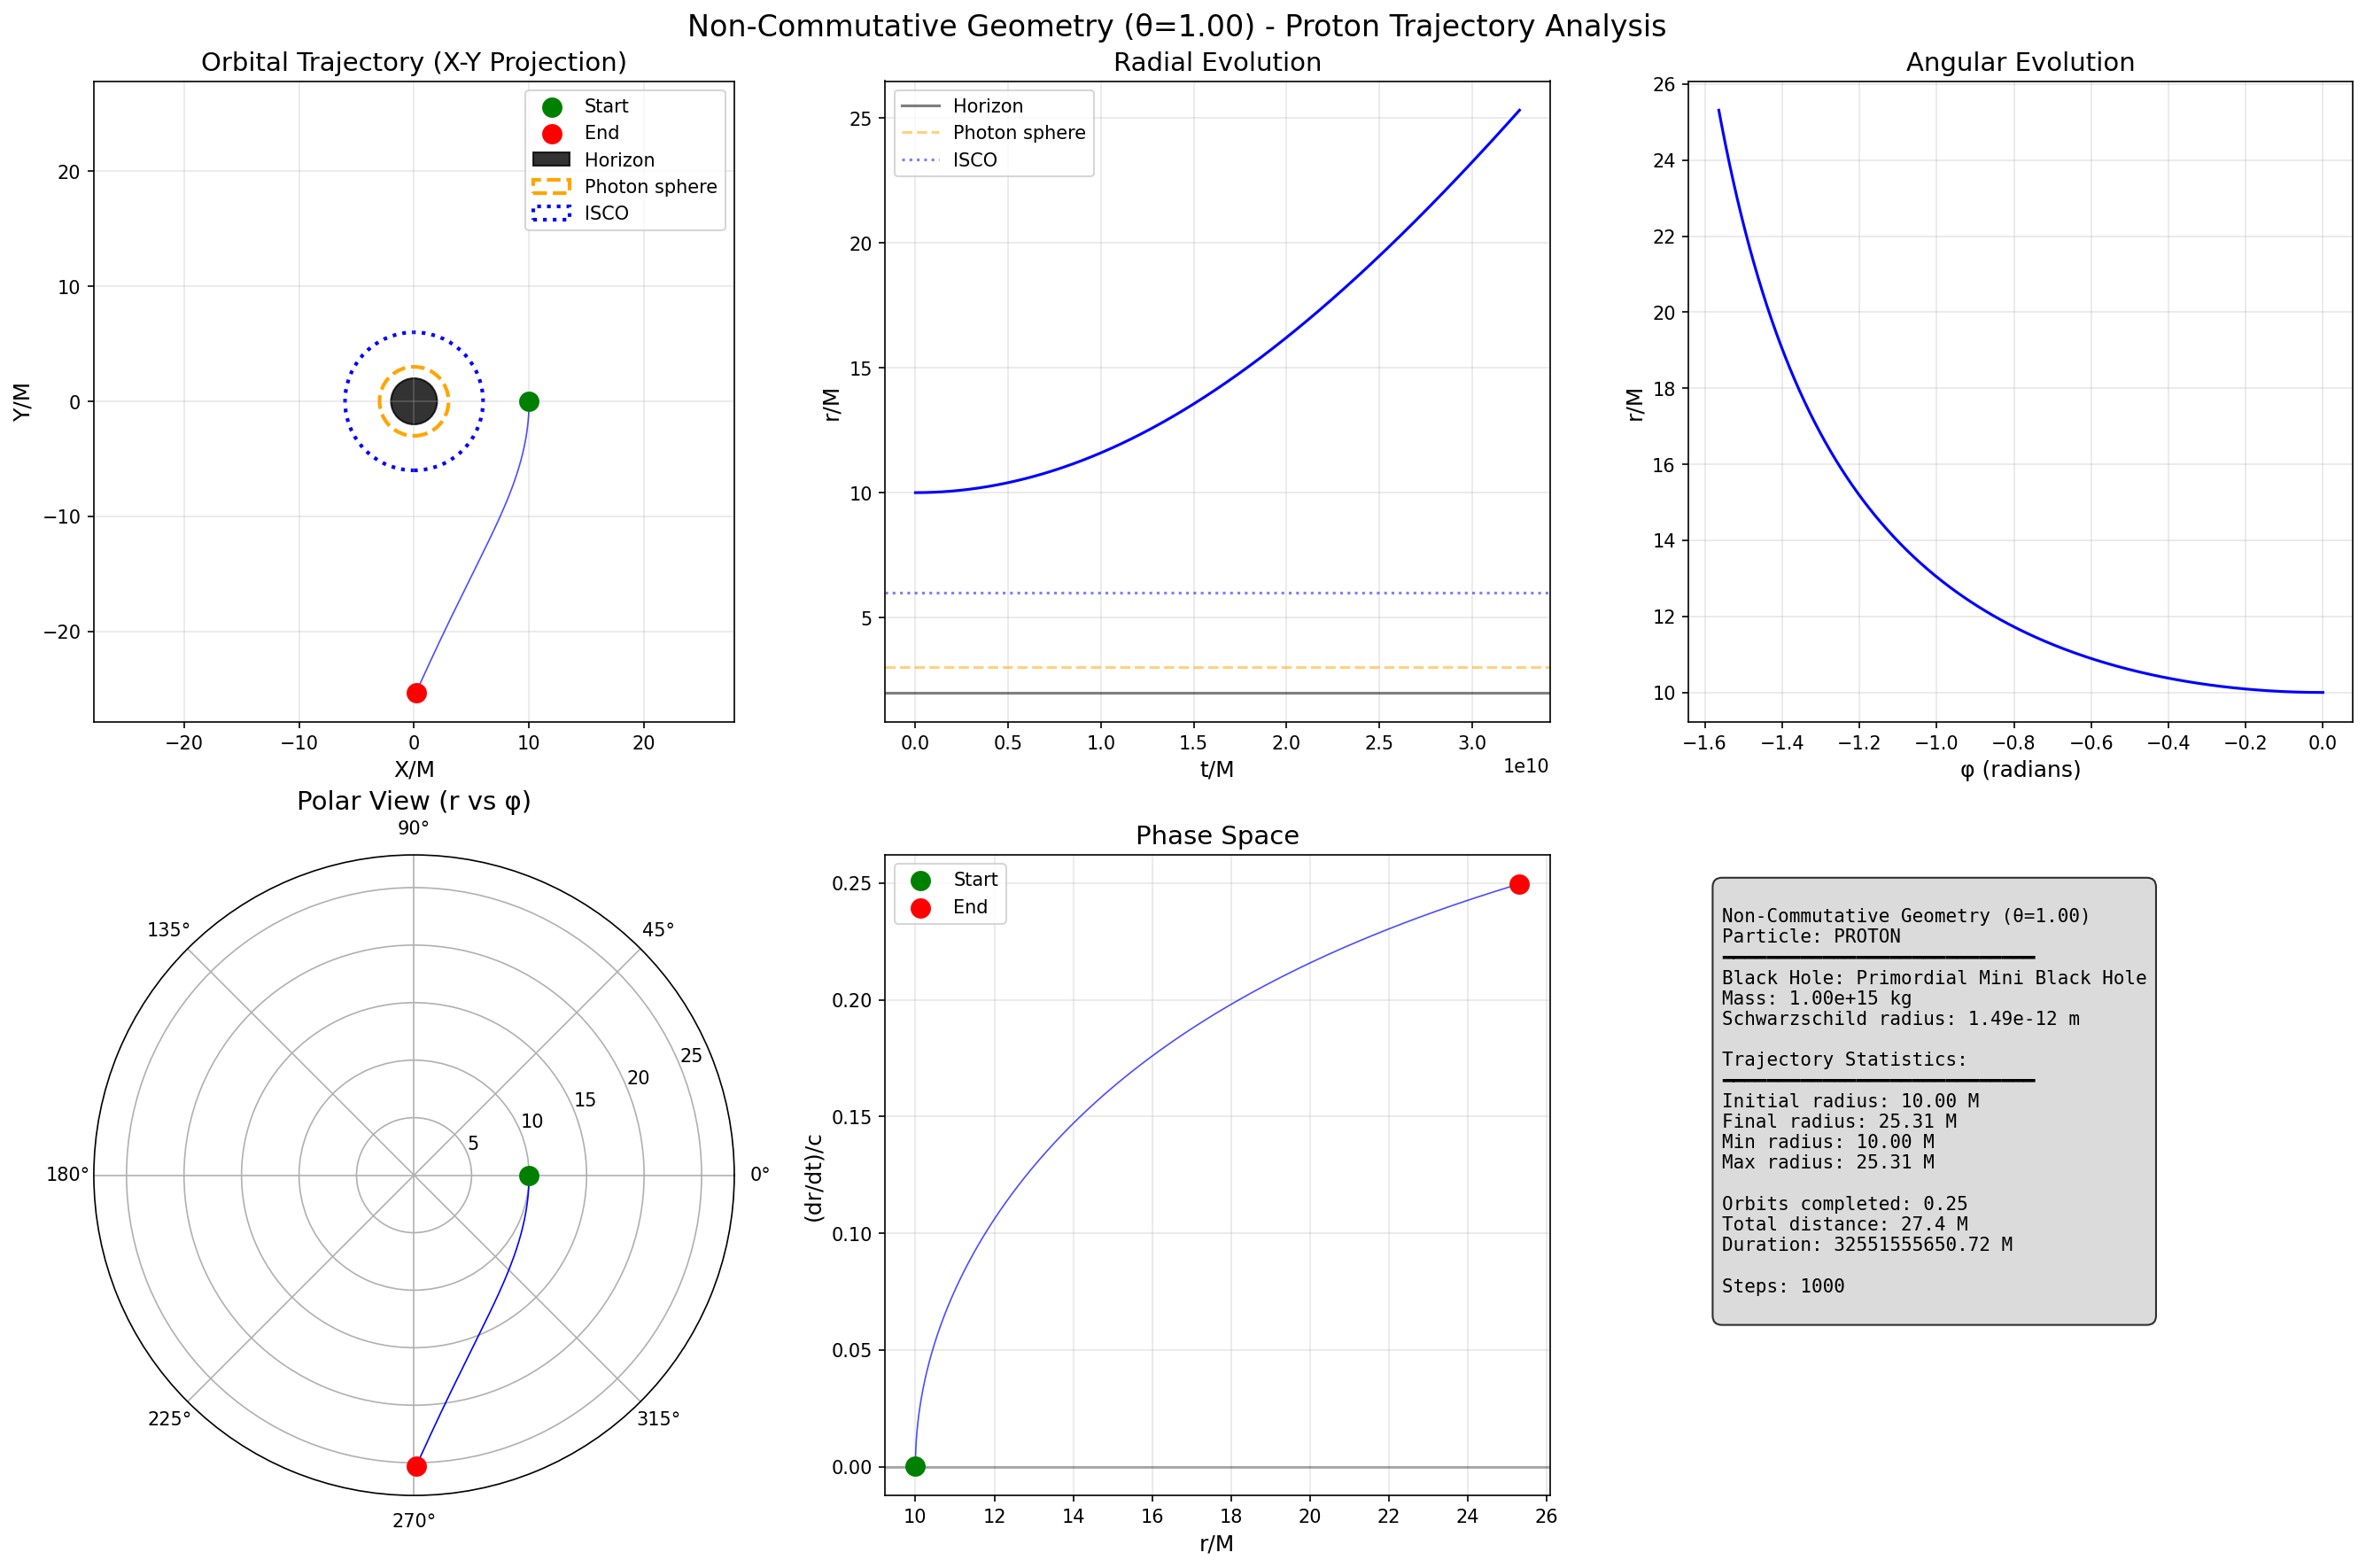 Non-Commutative Geometry (θ=1.00) - Proton Trajectory Analysis
Orbital Trajectory (X-Y Projection)
Start
End
Horizon
Photon sphere
ISCO
20
10
0
−10
−20
Y/M
−20 −10 0 10 20
X/M
Radial Evolution
Horizon
Photon sphere
ISCO
25
20
15
10
5
r/M
0.0 0.5 1.0 1.5 2.0 2.5 3.0
1e10
t/M
Angular Evolution
26
24
22
20
18
16
14
12
10
r/M
−1.6 −1.4 −1.2 −1.0 −0.8 −0.6 −0.4 −0.2 0.0
φ (radians)
Polar View (r vs φ)
90°
135° 45°
25
20
15
10
5
180° 0°
225° 315°
270°
Phase Space
Start
End
0.25
0.20
0.15
0.10
0.05
0.00
(dr/dt)/c
10 12 14 16 18 20 22 24 26
r/M
Non-Commutative Geometry (θ=1.00)
Particle: PROTON
Black Hole: Primordial Mini Black Hole
Mass: 1.00e+15 kg
Schwarzschild radius: 1.49e-12 m
Trajectory Statistics:
Initial radius: 10.00 M
Final radius: 25.31 M
Min radius: 10.00 M
Max radius: 25.31 M
Orbits completed: 0.25
Total distance: 27.4 M
Duration: 32551555650.72 M
Steps: 1000